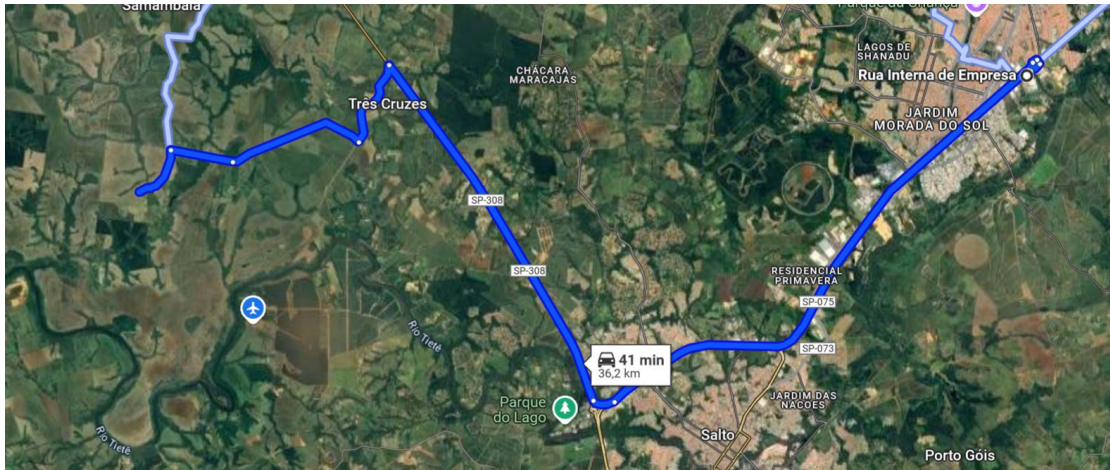 Samambaia
Parque da Criança
LAGOS DE
SHANADU
CHÁCARA
MARACAJÁS
Rua Interna de Empresa
Três Cruzes
JARDIM
MORADA DO SOL
SP-308
SP-308
RESIDENCIAL
PRIMAVERA
SP-075
Rio Tietê
SP-073
41 min
36,2 km
Parque
do Lago
JARDIM DAS
NAÇÕES
Rio Tietê
Salto
Porto Góis